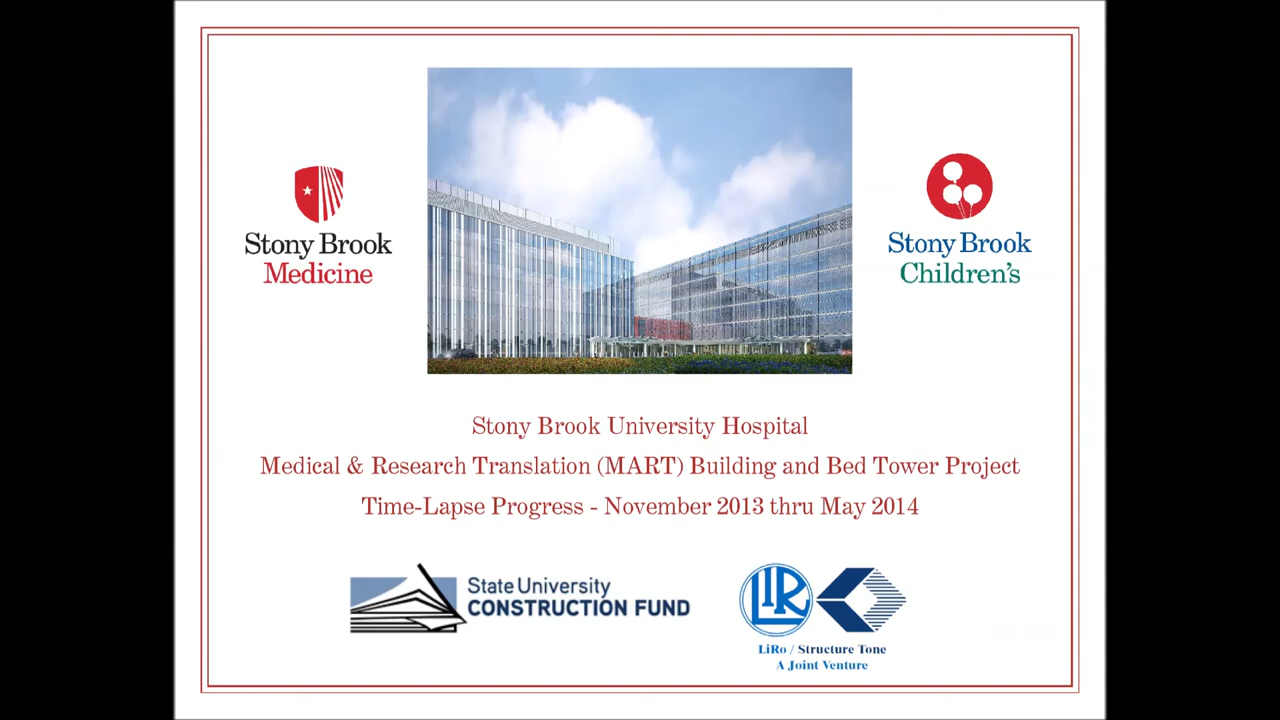 Stony Brook
Medicine
Stony Brook
Children's
Stony Brook University Hospital
Medical & Research Translation (MART) Building and Bed Tower Project
Time-Lapse Progress - November 2013 thru May 2014
State University
CONSTRUCTION FUND
LIR
LiRo / Structure Tone
A Joint Venture